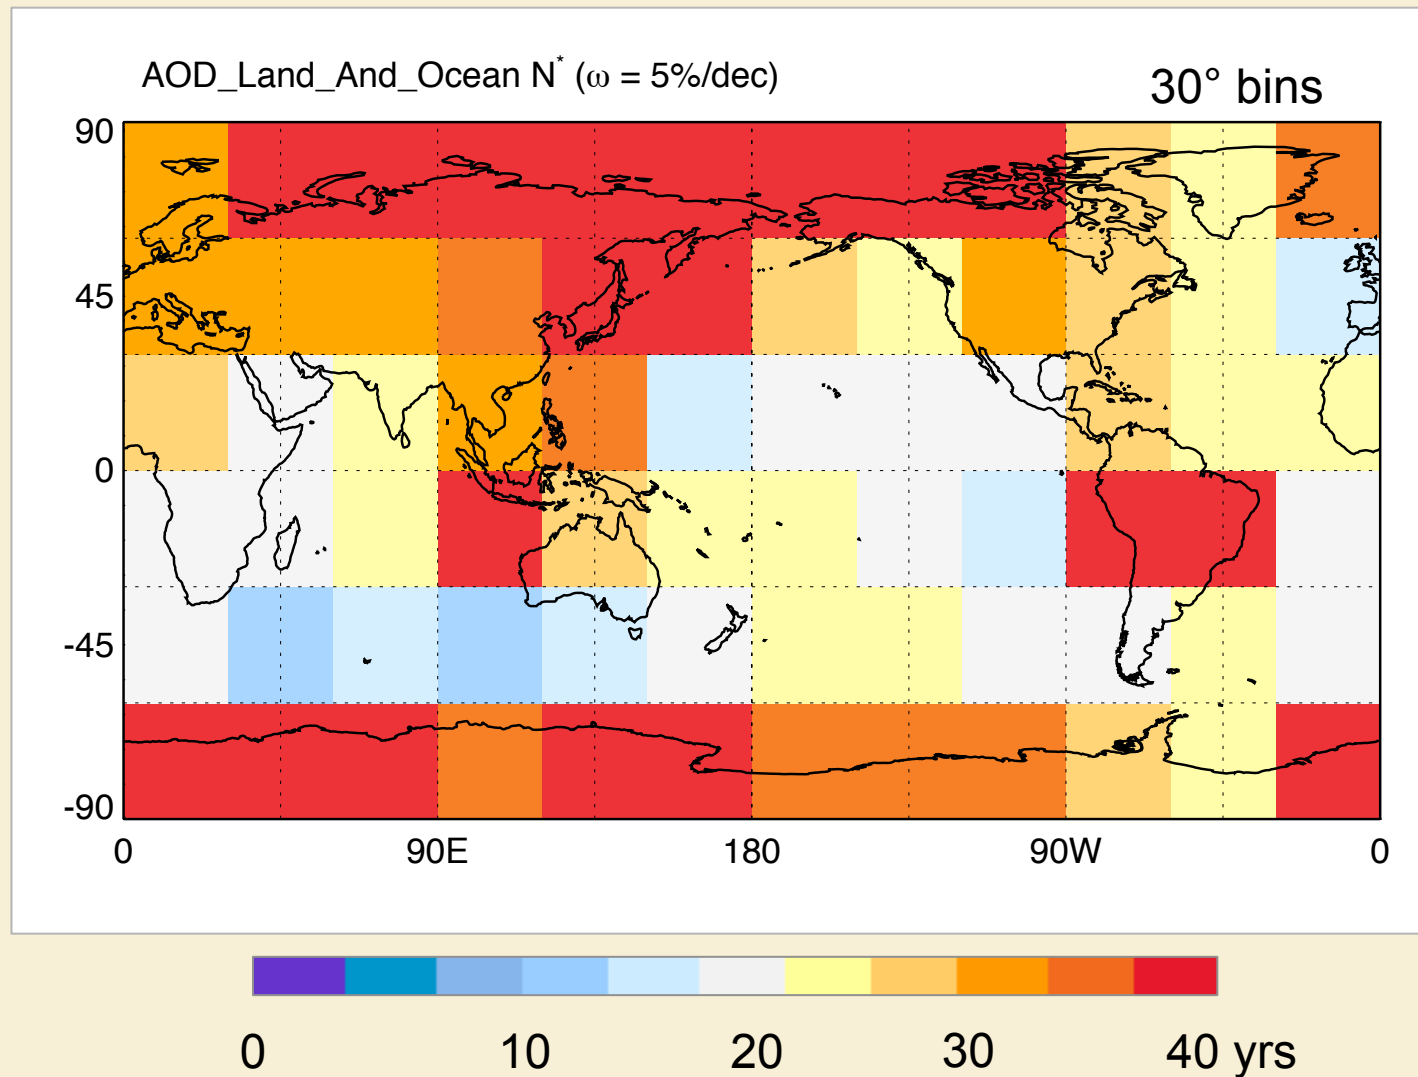 AOD_Land_And_Ocean N* (ω = 5%/dec)
30° bins
90
45
0
-45
-90
0 90E 180 90W 0
0 10 20 30 40 yrs